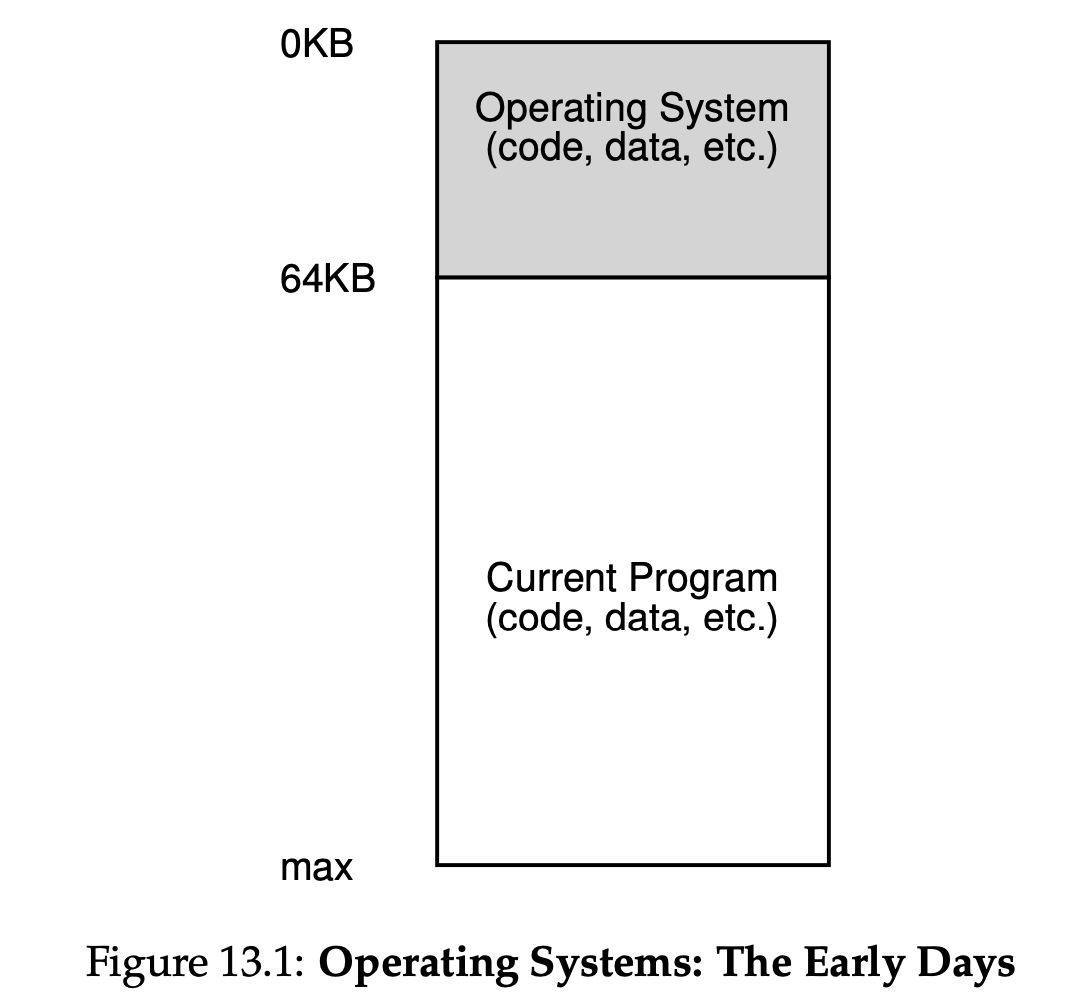 0KB
Operating System
(code, data, etc.)
64KB
Current Program
(code, data, etc.)
max
Figure 13.1: Operating Systems: The Early Days